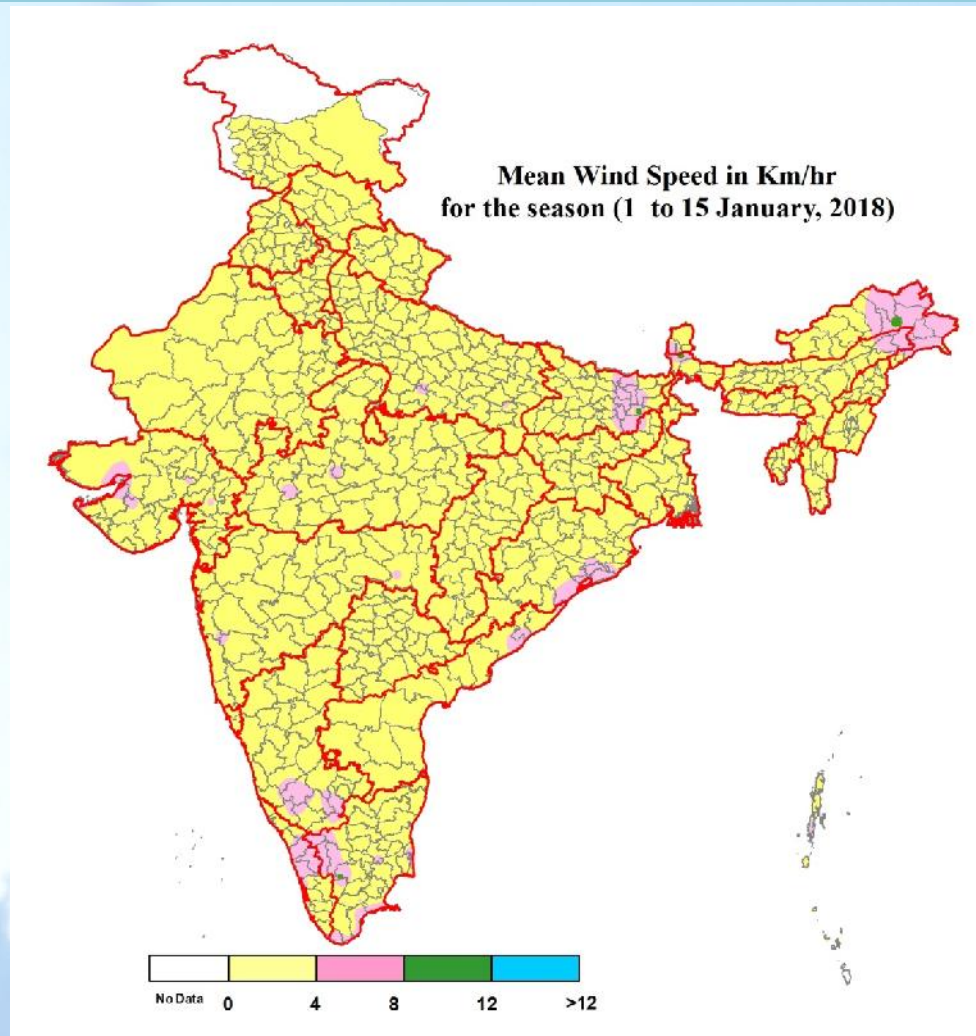 Mean Wind Speed in Km/hr
for the season (1 to 15 January, 2018)
No Data 0 4 8 12 >12